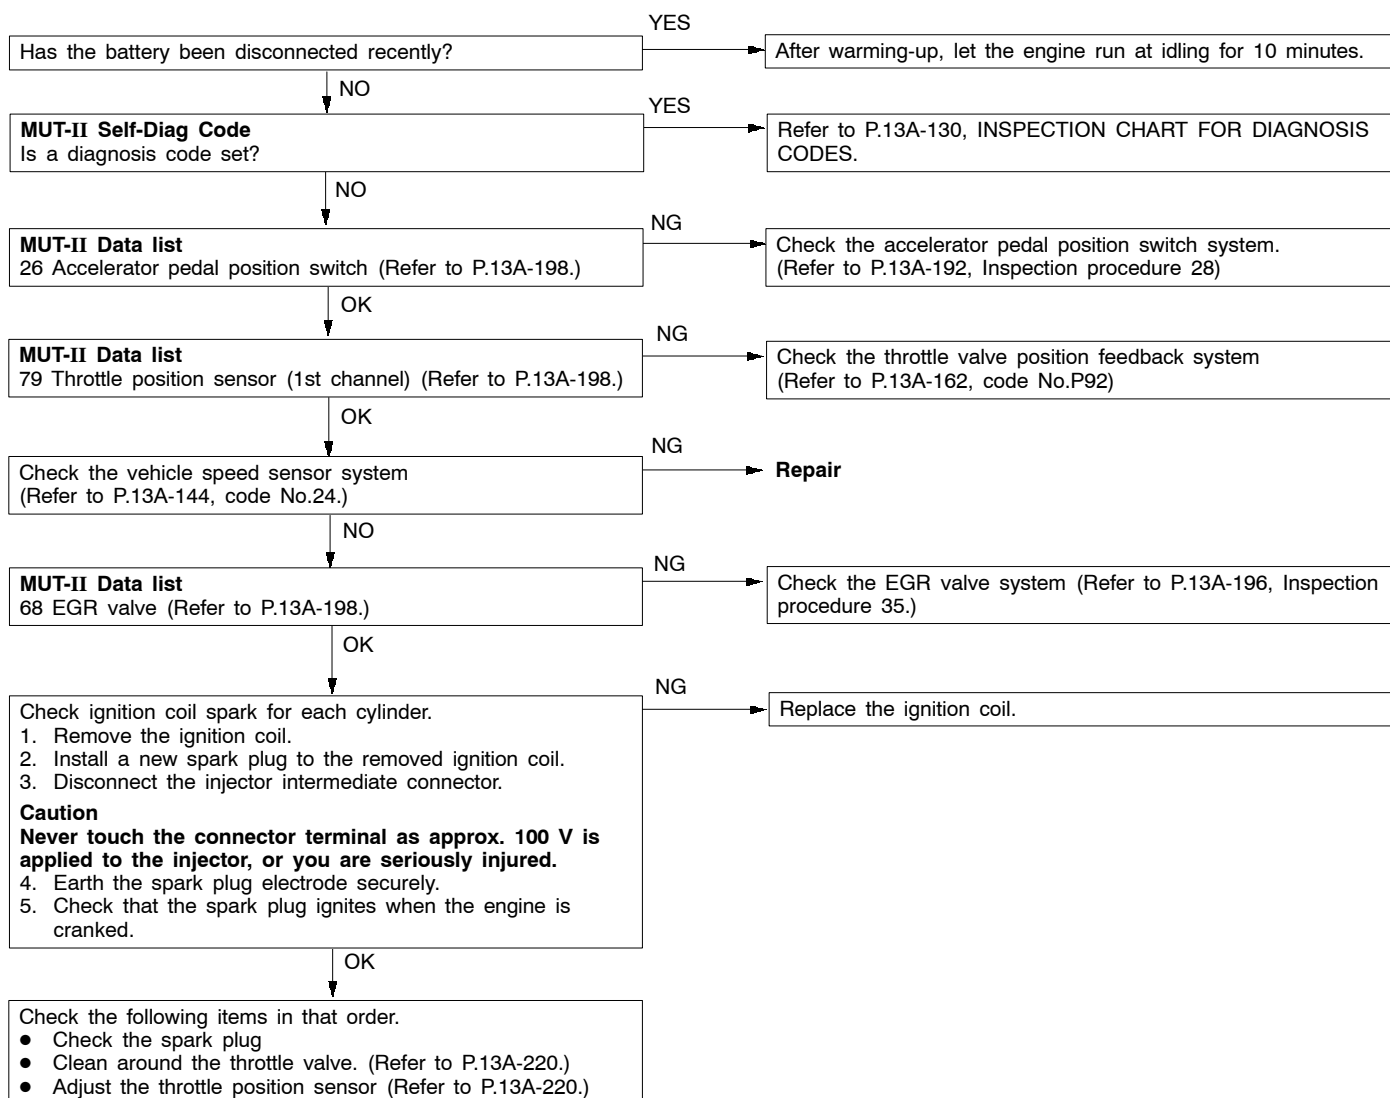 YES
Has the battery been disconnected recently?
After warming-up, let the engine run at idling for 10 minutes.
NO
YES
MUT-II Self-Diag Code
Is a diagnosis code set?
Refer to P.13A-130, INSPECTION CHART FOR DIAGNOSIS
CODES.
NO
NG
MUT-II Data list
26 Accelerator pedal position switch (Refer to P.13A-198.)
Check the accelerator pedal position switch system.
(Refer to P.13A-192, Inspection procedure 28)
OK
NG
MUT-II Data list
79 Throttle position sensor (1st channel) (Refer to P.13A-198.)
Check the throttle valve position feedback system
(Refer to P.13A-162, code No.P92)
OK
NG
Check the vehicle speed sensor system
(Refer to P.13A-144, code No.24.)
Repair
NO
NG
MUT-II Data list
68 EGR valve (Refer to P.13A-198.)
Check the EGR valve system (Refer to P.13A-196, Inspection
procedure 35.)
OK
NG
Check ignition coil spark for each cylinder.
1. Remove the ignition coil.
2. Install a new spark plug to the removed ignition coil.
3. Disconnect the injector intermediate connector.
Caution
Never touch the connector terminal as approx. 100 V is
applied to the injector, or you are seriously injured.
4. Earth the spark plug electrode securely.
5. Check that the spark plug ignites when the engine is
cranked.
Replace the ignition coil.
OK
Check the following items in that order.
● Check the spark plug
● Clean around the throttle valve. (Refer to P.13A-220.)
● Adjust the throttle position sensor (Refer to P.13A-220.)